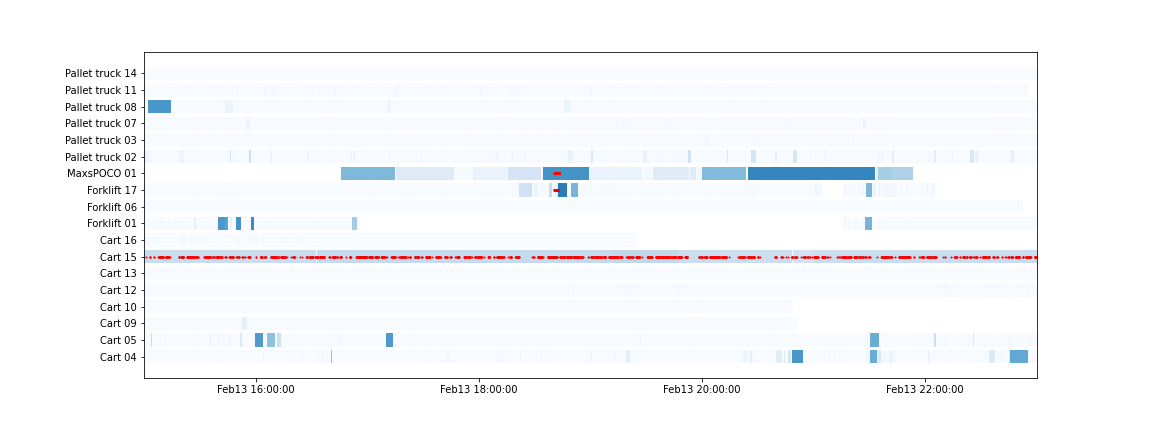 Pallet truck 14
Pallet truck 11
Pallet truck 08
Pallet truck 07
Pallet truck 03
Pallet truck 02
MaxsPOCO 01
Forklift 17
Forklift 06
Forklift 01
Cart 16
Cart 15
Cart 13
Cart 12
Cart 10
Cart 09
Cart 05
Cart 04
Feb13 16:00:00 Feb13 18:00:00 Feb13 20:00:00 Feb13 22:00:00